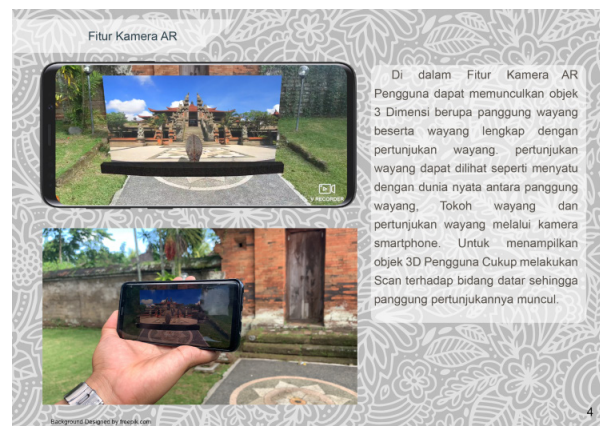 Fitur Kamera AR
Di dalam Fitur Kamera AR
Pengguna dapat memunculkan objek
3 Dimensi berupa panggung wayang
beserta wayang lengkap dengan
pertunjukan wayang. pertunjukan
wayang dapat dilihat seperti menyatu
dengan dunia nyata antara panggung
wayang, Tokoh wayang dan
pertunjukan wayang melalui kamera
smartphone. Untuk menampilkan
objek 3D Pengguna Cukup melakukan
Scan terhadap bidang datar sehingga
panggung pertunjukannya muncul.
V RECORDER
Background Designed by freepik.com
4